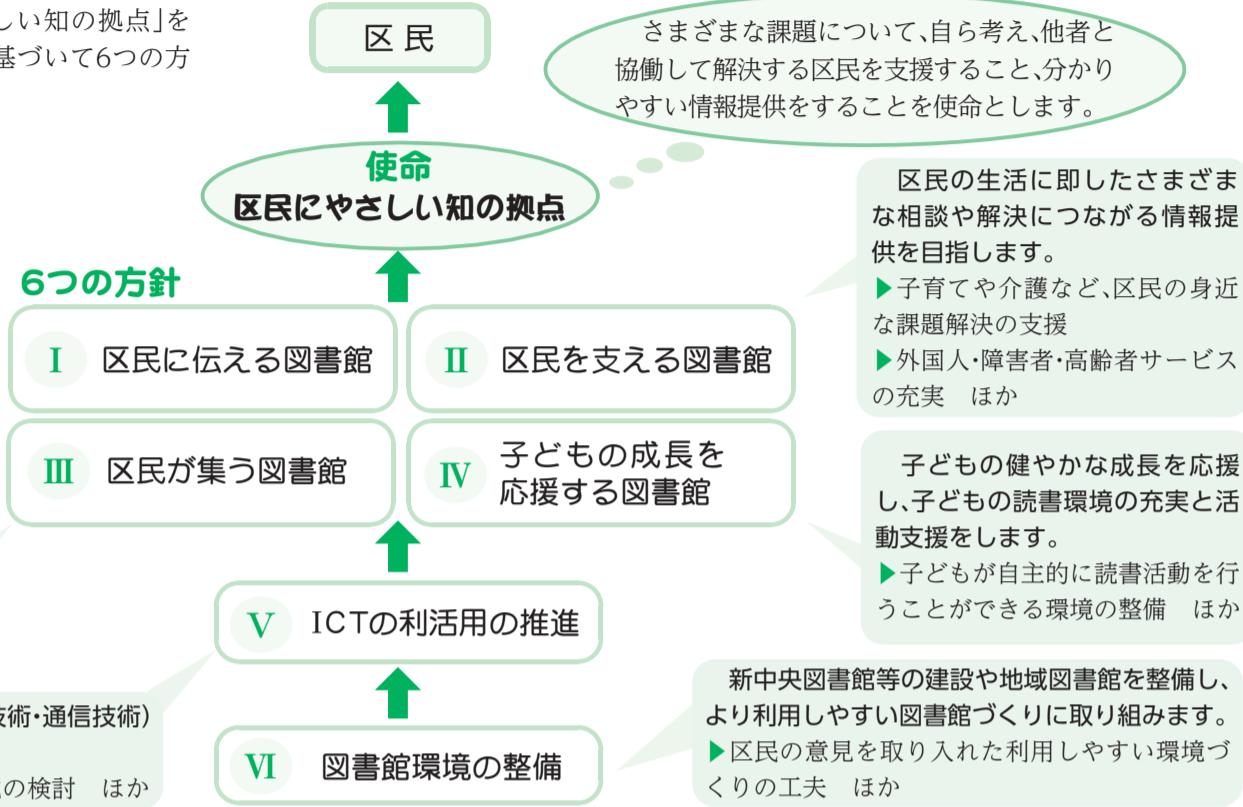 しい知の拠点」を
基づいて6つの方
区民
さまざまな課題について、自ら考え、他者と
協働して解決する区民を支援すること、分かり
やすい情報提供をすることを使命とします。
使命
区民にやさしい知の拠点
6つの方針
Ⅰ 区民に伝える図書館
Ⅱ 区民を支える図書館
区民の生活に即したさまざま
な相談や解決につながる情報提
供を目指します。
▶子育てや介護など、区民の身近
な課題解決の支援
▶外国人・障害者・高齢者サービス
の充実 ほか
Ⅲ 区民が集う図書館
Ⅳ 子どもの成長を
応援する図書館
子どもの健やかな成長を応援
し、子どもの読書環境の充実と活
動支援をします。
▶子どもが自主的に読書活動を行
うことができる環境の整備 ほか
Ⅴ ICTの利活用の推進
技術・通信技術)
の検討 ほか
Ⅵ 図書館環境の整備
新中央図書館等の建設や地域図書館を整備し、
より利用しやすい図書館づくりに取り組みます。
▶区民の意見を取り入れた利用しやすい環境づ
くりの工夫 ほか